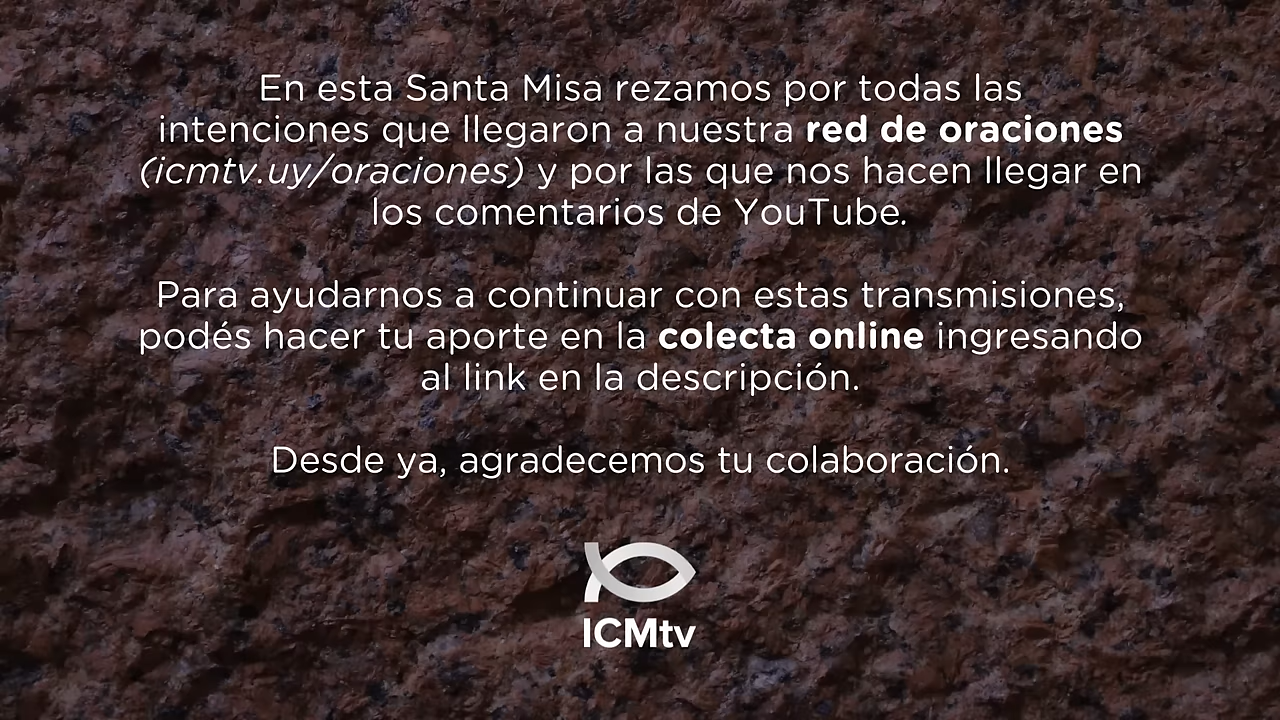 En esta Santa Misa rezamos por todas las
intenciones que llegaron a nuestra red de oraciones
(icmtv.uy/oraciones) y por las que nos hacen llegar en
los comentarios de YouTube.
Para ayudarnos a continuar con estas transmisiones,
podés hacer tu aporte en la colecta online ingresando
al link en la descripción.
Desde ya, agradecemos tu colaboración.
ICMtv